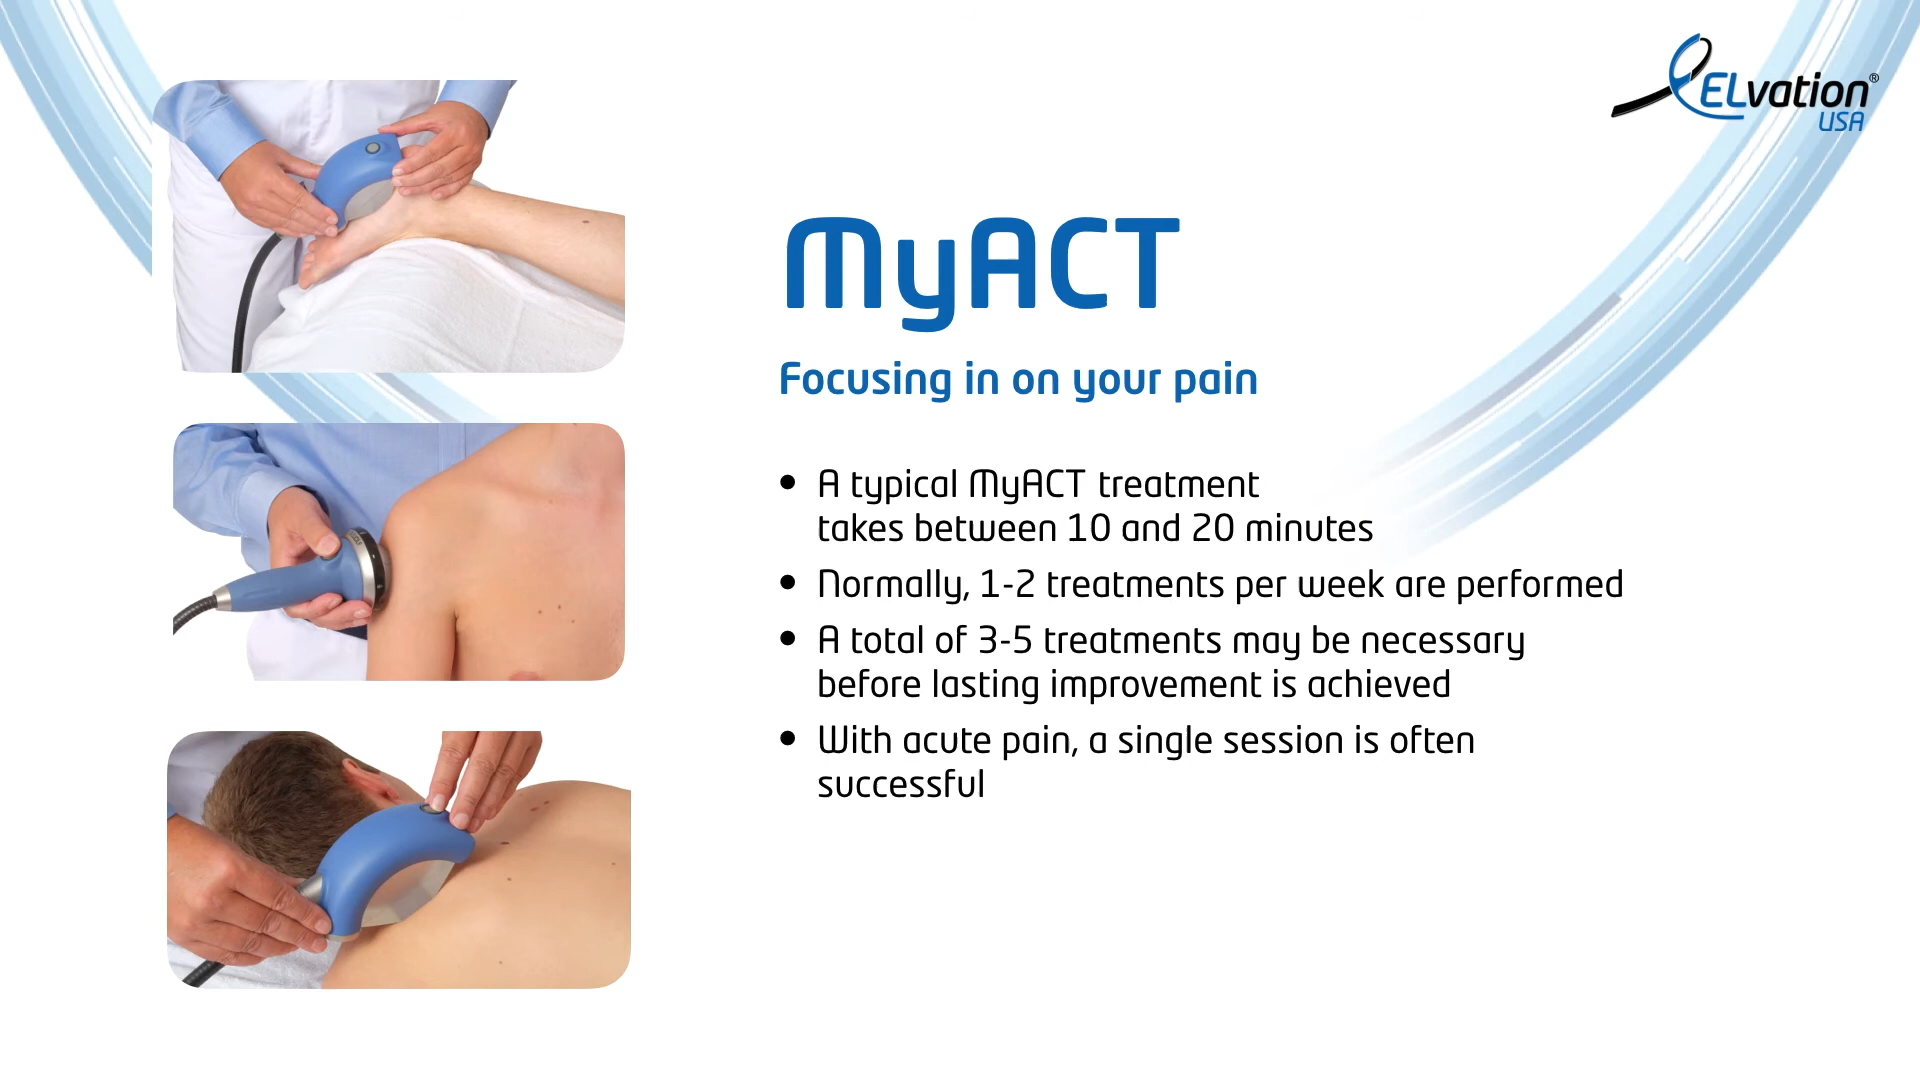 ELvation®
USA
MyACT
Focusing in on your pain
• A typical MyACT treatment
takes between 10 and 20 minutes
• Normally, 1-2 treatments per week are performed
• A total of 3-5 treatments may be necessary
before lasting improvement is achieved
• With acute pain, a single session is often
successful